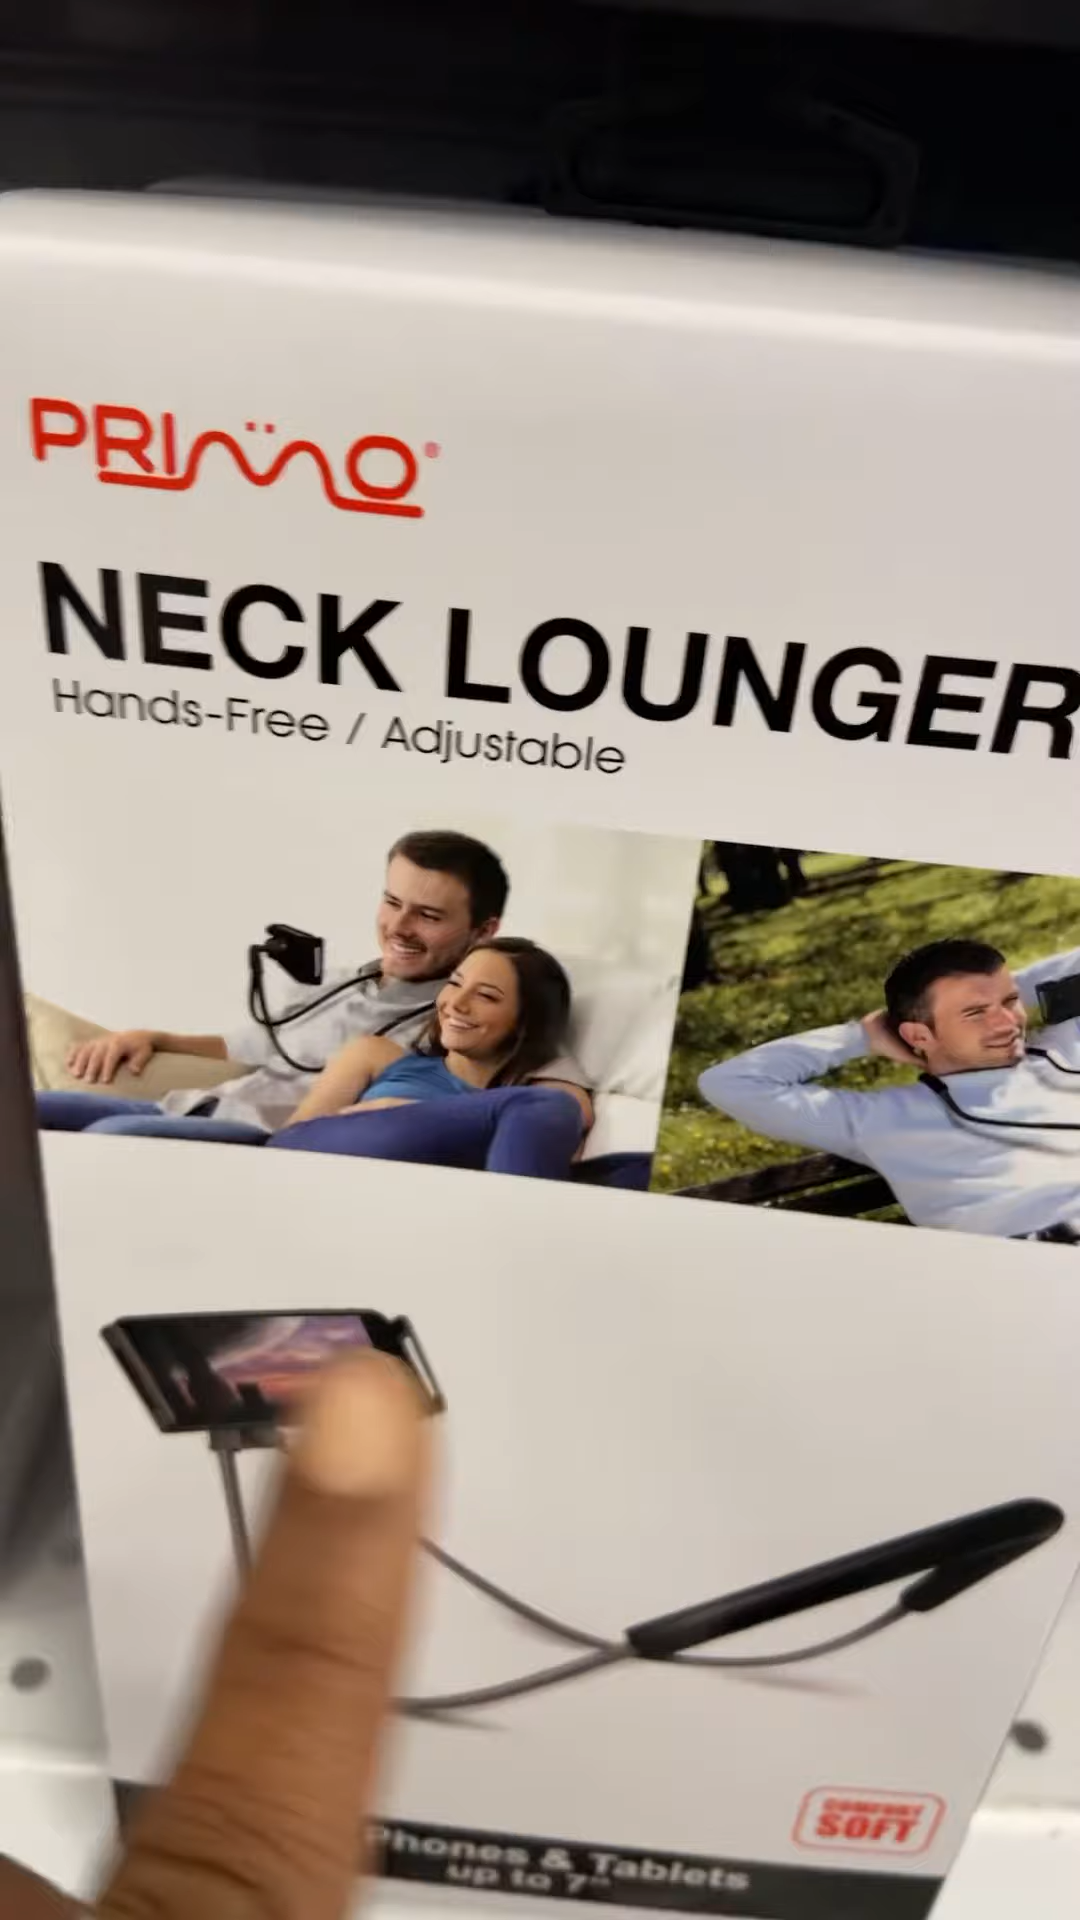 PRIMO®
NECK LOUNGER
Hands-Free / Adjustable
COMFORT
SOFT
Phones & Tablets
up to 7"